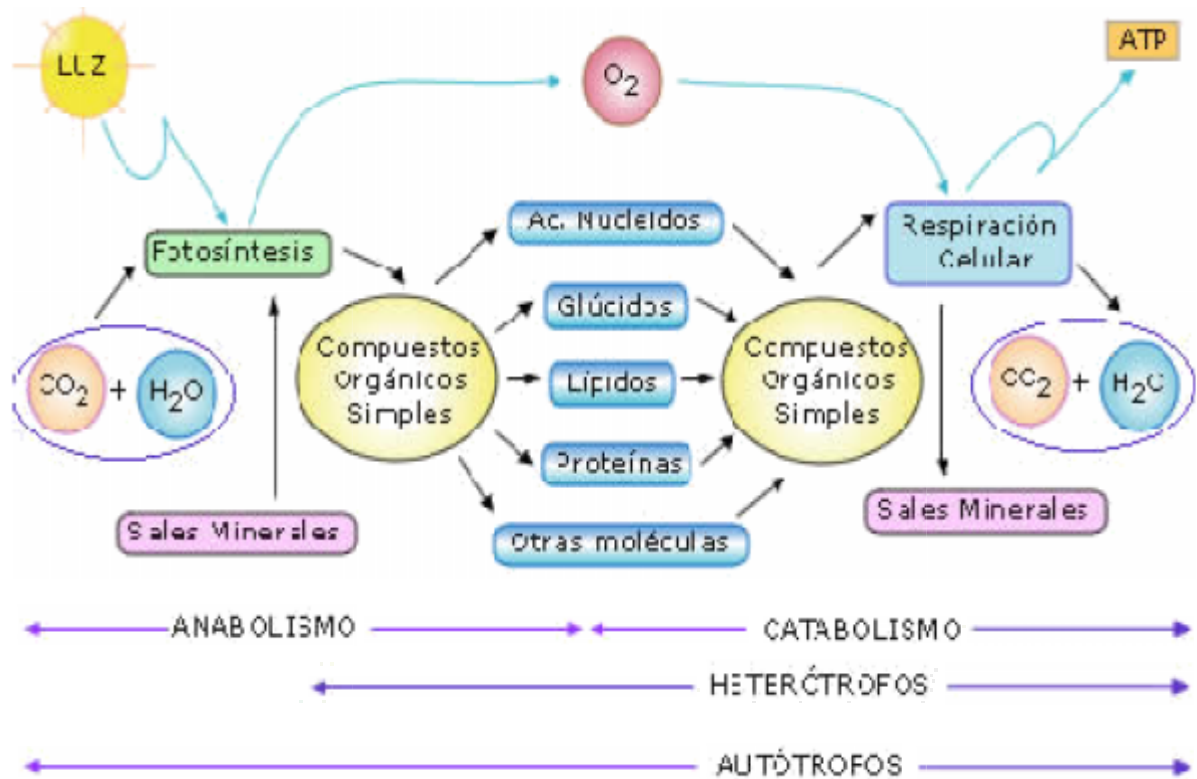 LUZ
O2
ATP
Ac. Nucleidos
Respiración
Celular
Fotosíntesis
Glúcidos
Compuestos
Orgánicos
Simples
Compuestos
Orgánicos
Simples
Lípidos
CO2 + H2O
CO2 + H2O
Proteínas
Sales Minerales
Sales Minerales
Otras moléculas
ANABOLISMO
CATABOLISMO
HETERÓTROFOS
AUTÓTROFOS